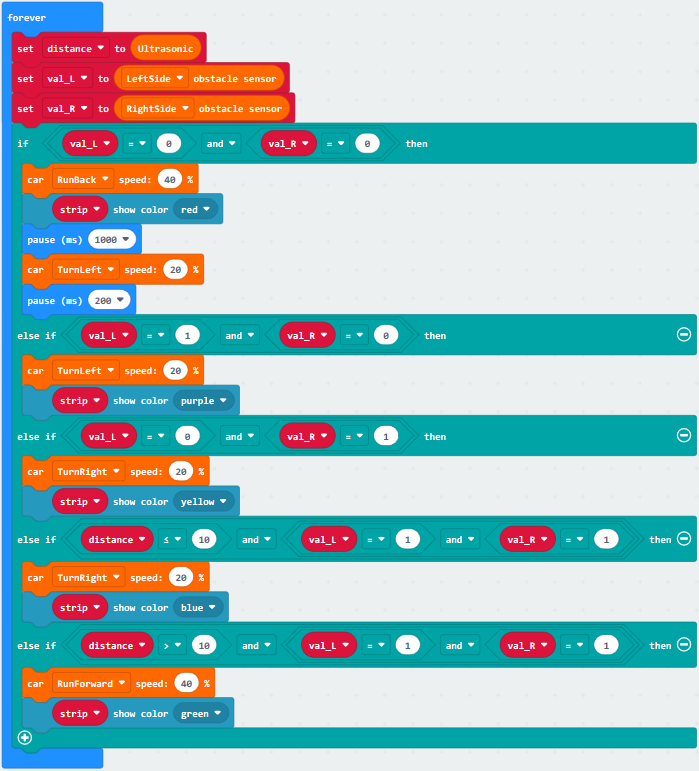 forever
set distance to Ultrasonic
set val_L to LeftSide obstacle sensor
set val_R to RightSide obstacle sensor
if val_L = 0 and val_R = 0 then
car RunBack speed: 40 %
strip show color red
pause (ms) 1000
car TurnLeft speed: 20 %
pause (ms) 200
else if val_L = 1 and val_R = 0 then
car TurnLeft speed: 20 %
strip show color purple
else if val_L = 0 and val_R = 1 then
car TurnRight speed: 20 %
strip show color yellow
else if distance ≤ 10 and val_L = 1 and val_R = 1 then
car TurnRight speed: 20 %
strip show color blue
else if distance > 10 and val_L = 1 and val_R = 1 then
car RunForward speed: 40 %
strip show color green